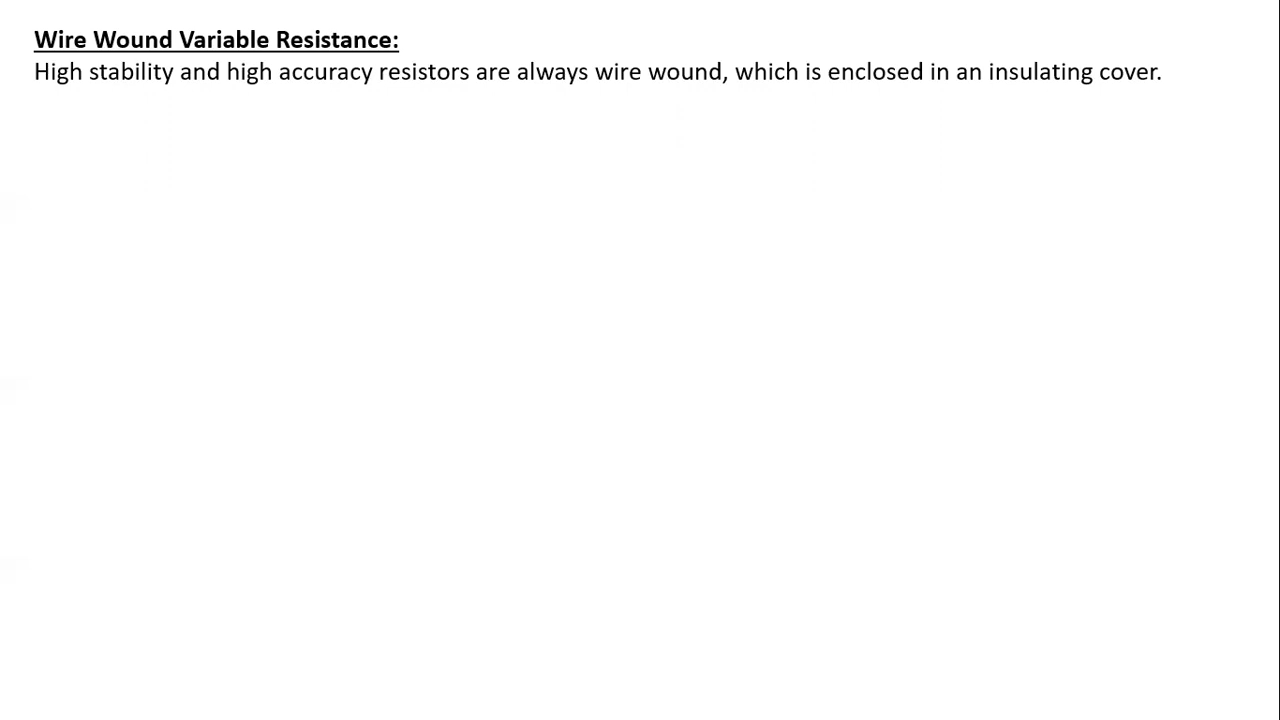 Wire Wound Variable Resistance:
High stability and high accuracy resistors are always wire wound, which is enclosed in an insulating cover.